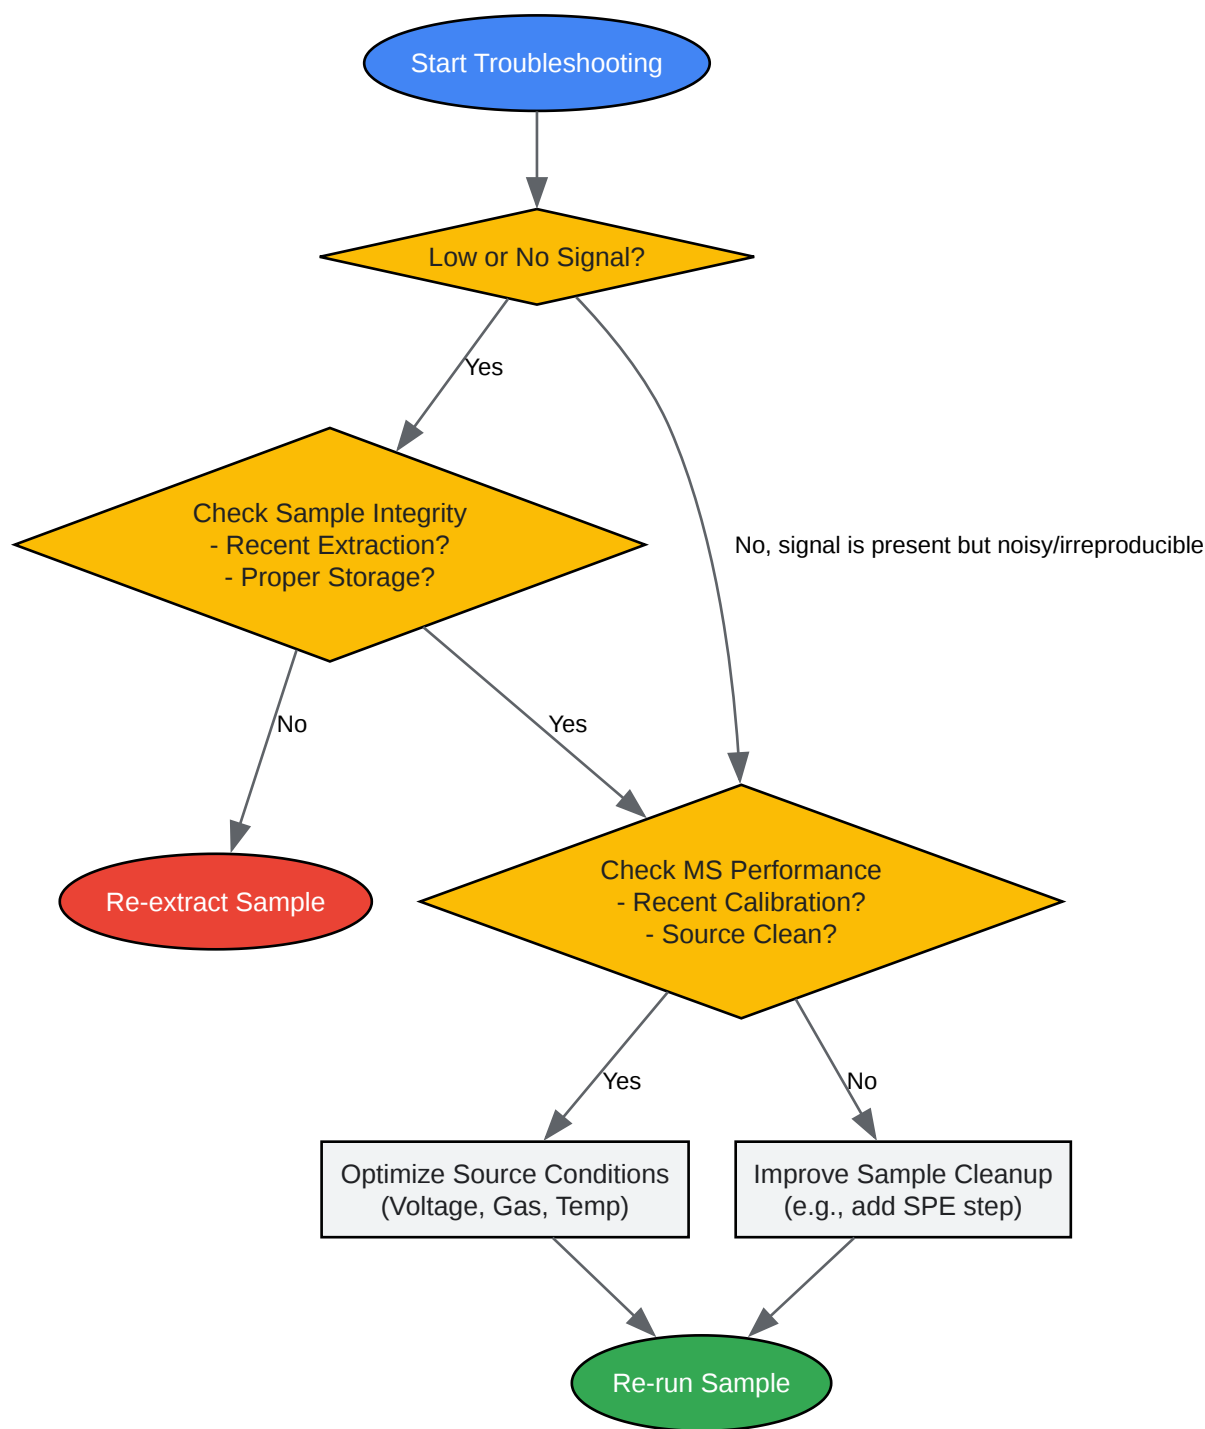 Start Troubleshooting
Low or No Signal?
Yes
Check Sample Integrity
- Recent Extraction?
- Proper Storage?
No, signal is present but noisy/irreproducible
No
Yes
Check MS Performance
- Recent Calibration?
- Source Clean?
Re-extract Sample
Yes
No
Optimize Source Conditions
(Voltage, Gas, Temp)
Improve Sample Cleanup
(e.g., add SPE step)
Re-run Sample